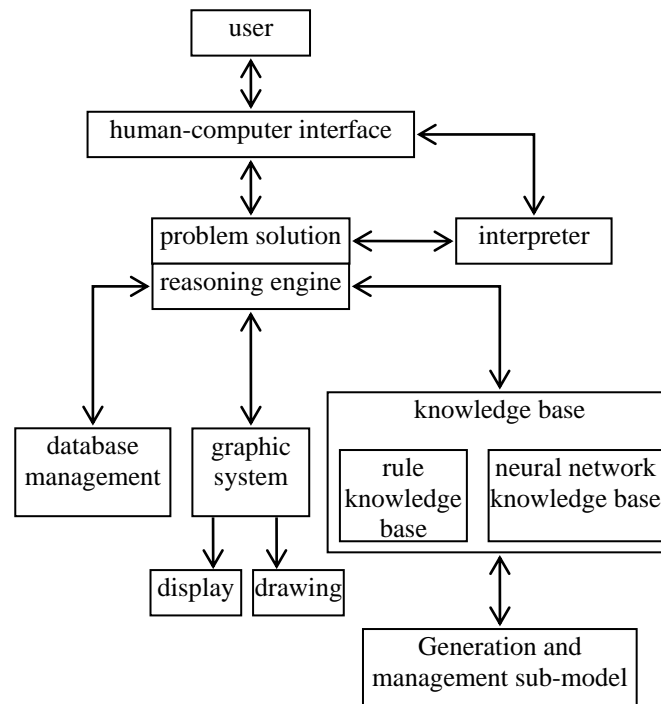 user
human-computer interface
problem solution
interpreter
reasoning engine
knowledge base
database
management
graphic
system
rule
knowledge
base
neural network
knowledge base
display
drawing
Generation and
management sub-model